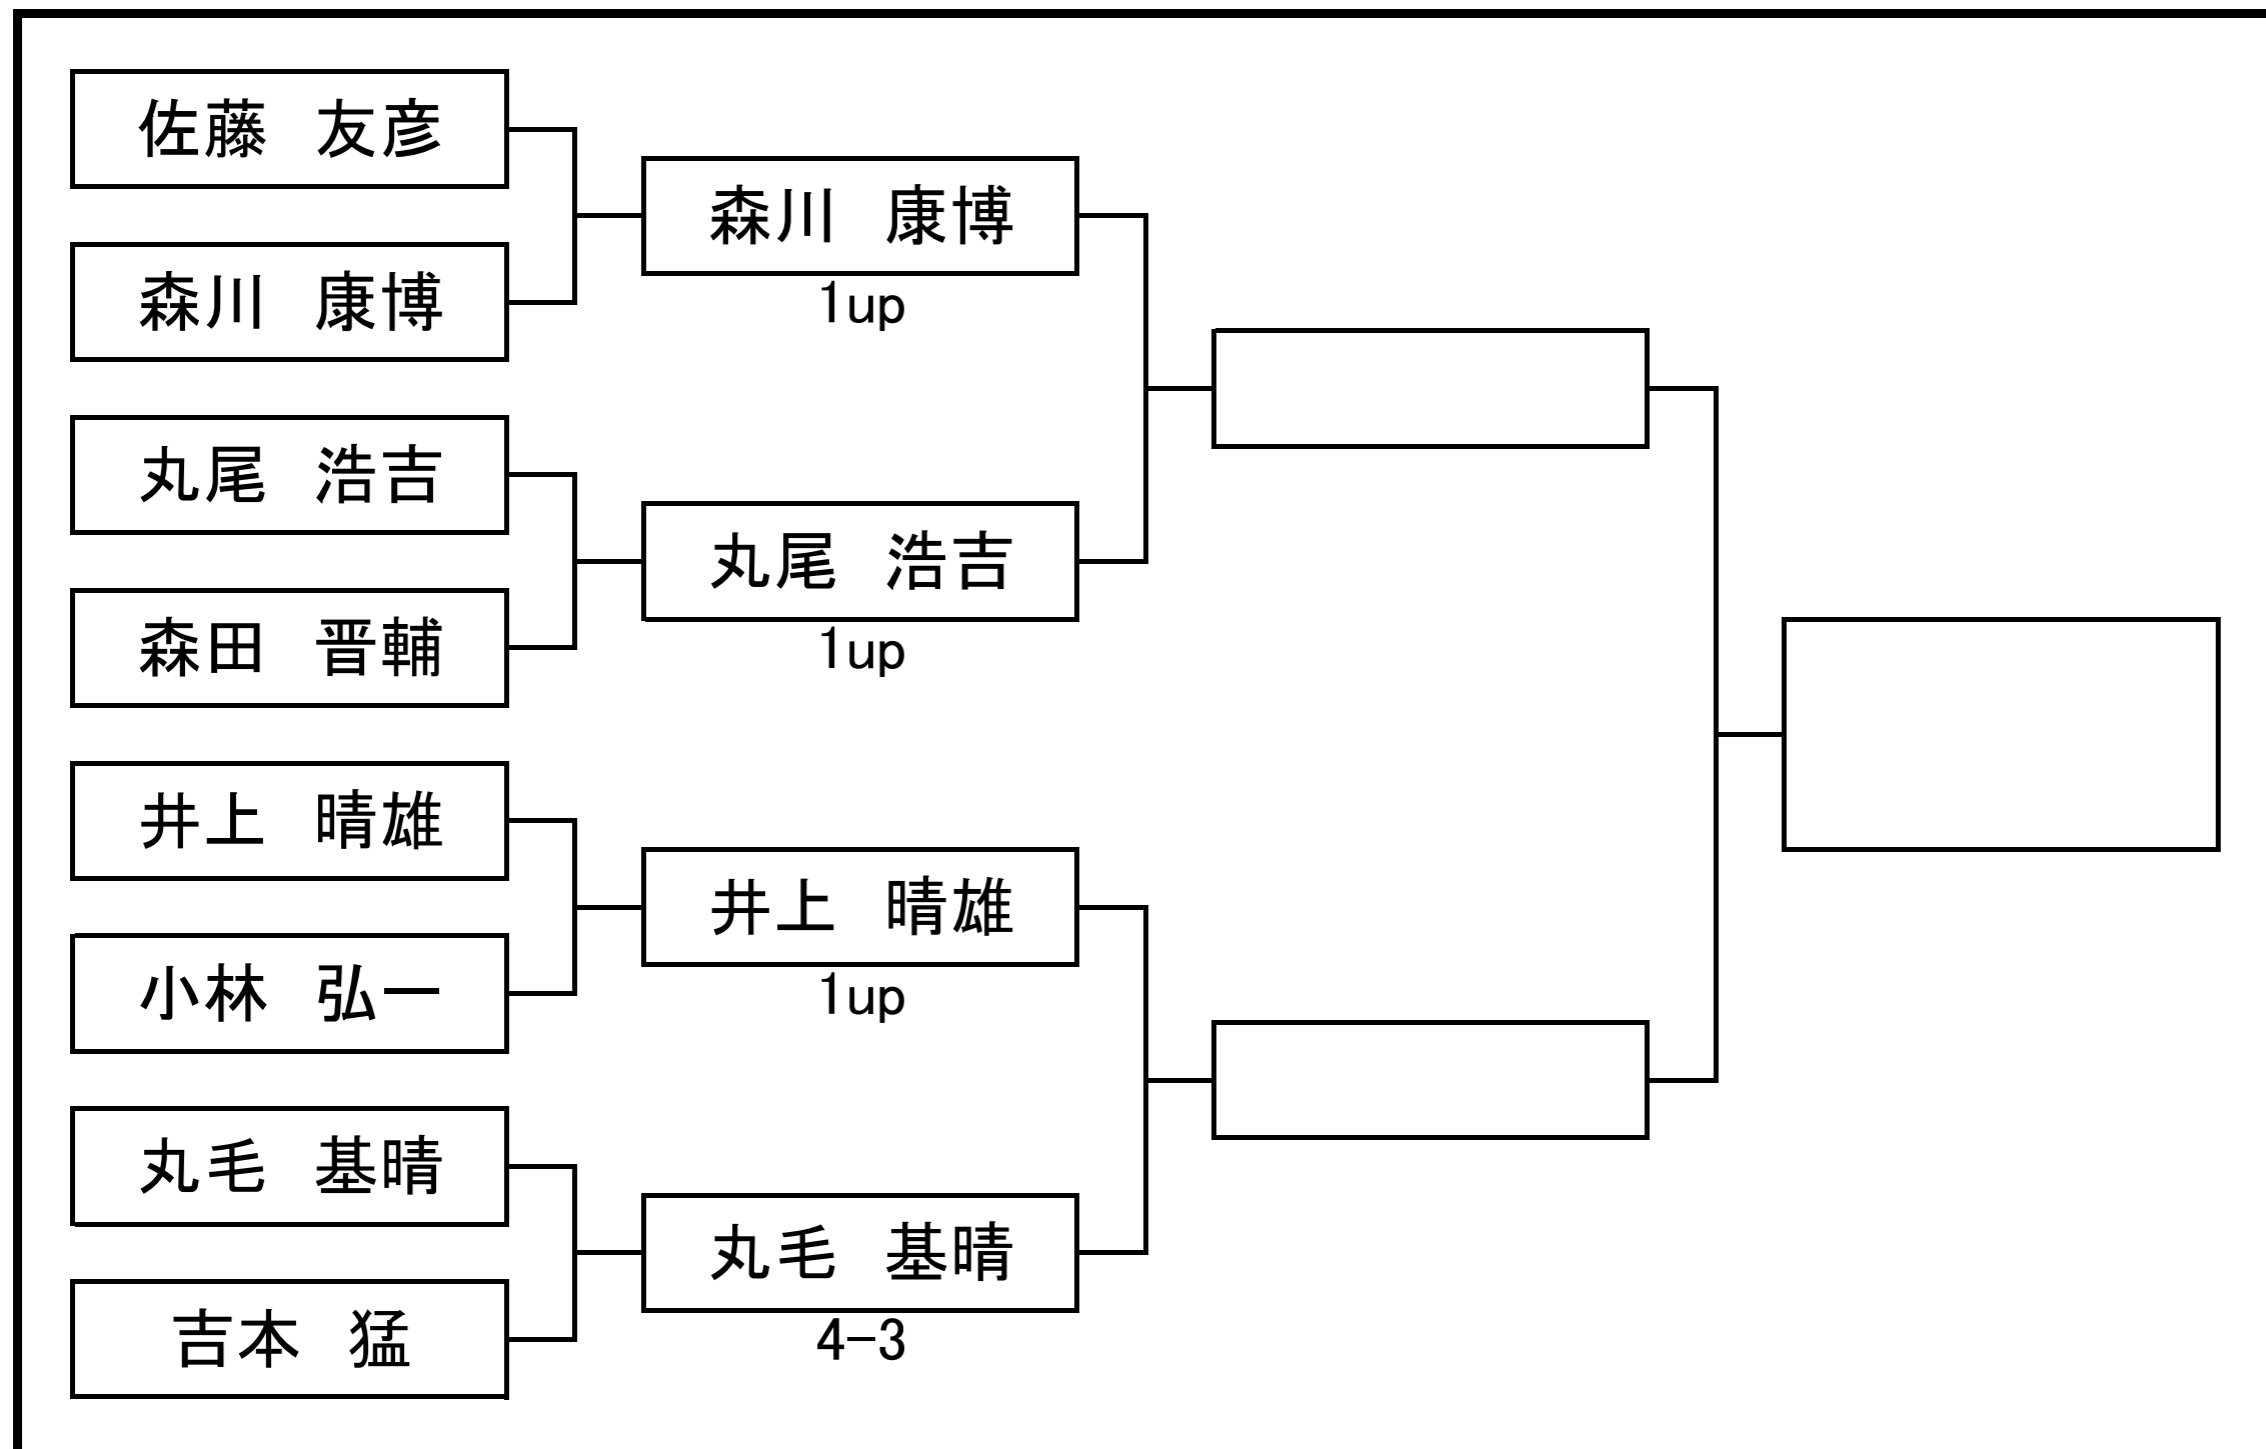 佐藤　友彦
森川　康博
丸尾　浩吉
森田　晋輔
井上　晴雄
小林　弘一
丸毛　基晴
吉本　猛
森川　康博
1up
丸尾　浩吉
1up
井上　晴雄
1up
丸毛　基晴
4-3